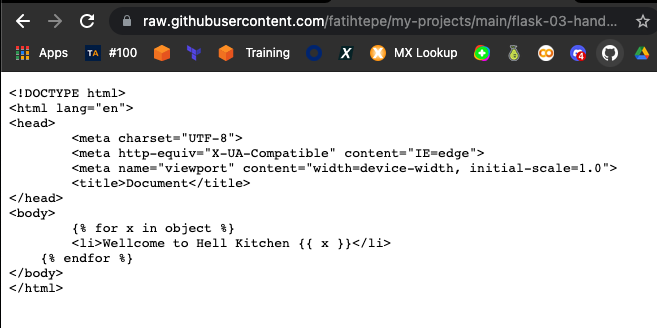 raw.githubusercontent.com/fatihtepe/my-projects/main/flask-03-hand...
Apps TA #100 Training X MX Lookup 4
<!DOCTYPE html>
<html lang="en">
<head>
<meta charset="UTF-8">
<meta http-equiv="X-UA-Compatible" content="IE=edge">
<meta name="viewport" content="width=device-width, initial-scale=1.0">
<title>Document</title>
</head>
<body>
{% for x in object %}
<li>Wellcome to Hell Kitchen {{ x }}</li>
{% endfor %}
</body>
</html>